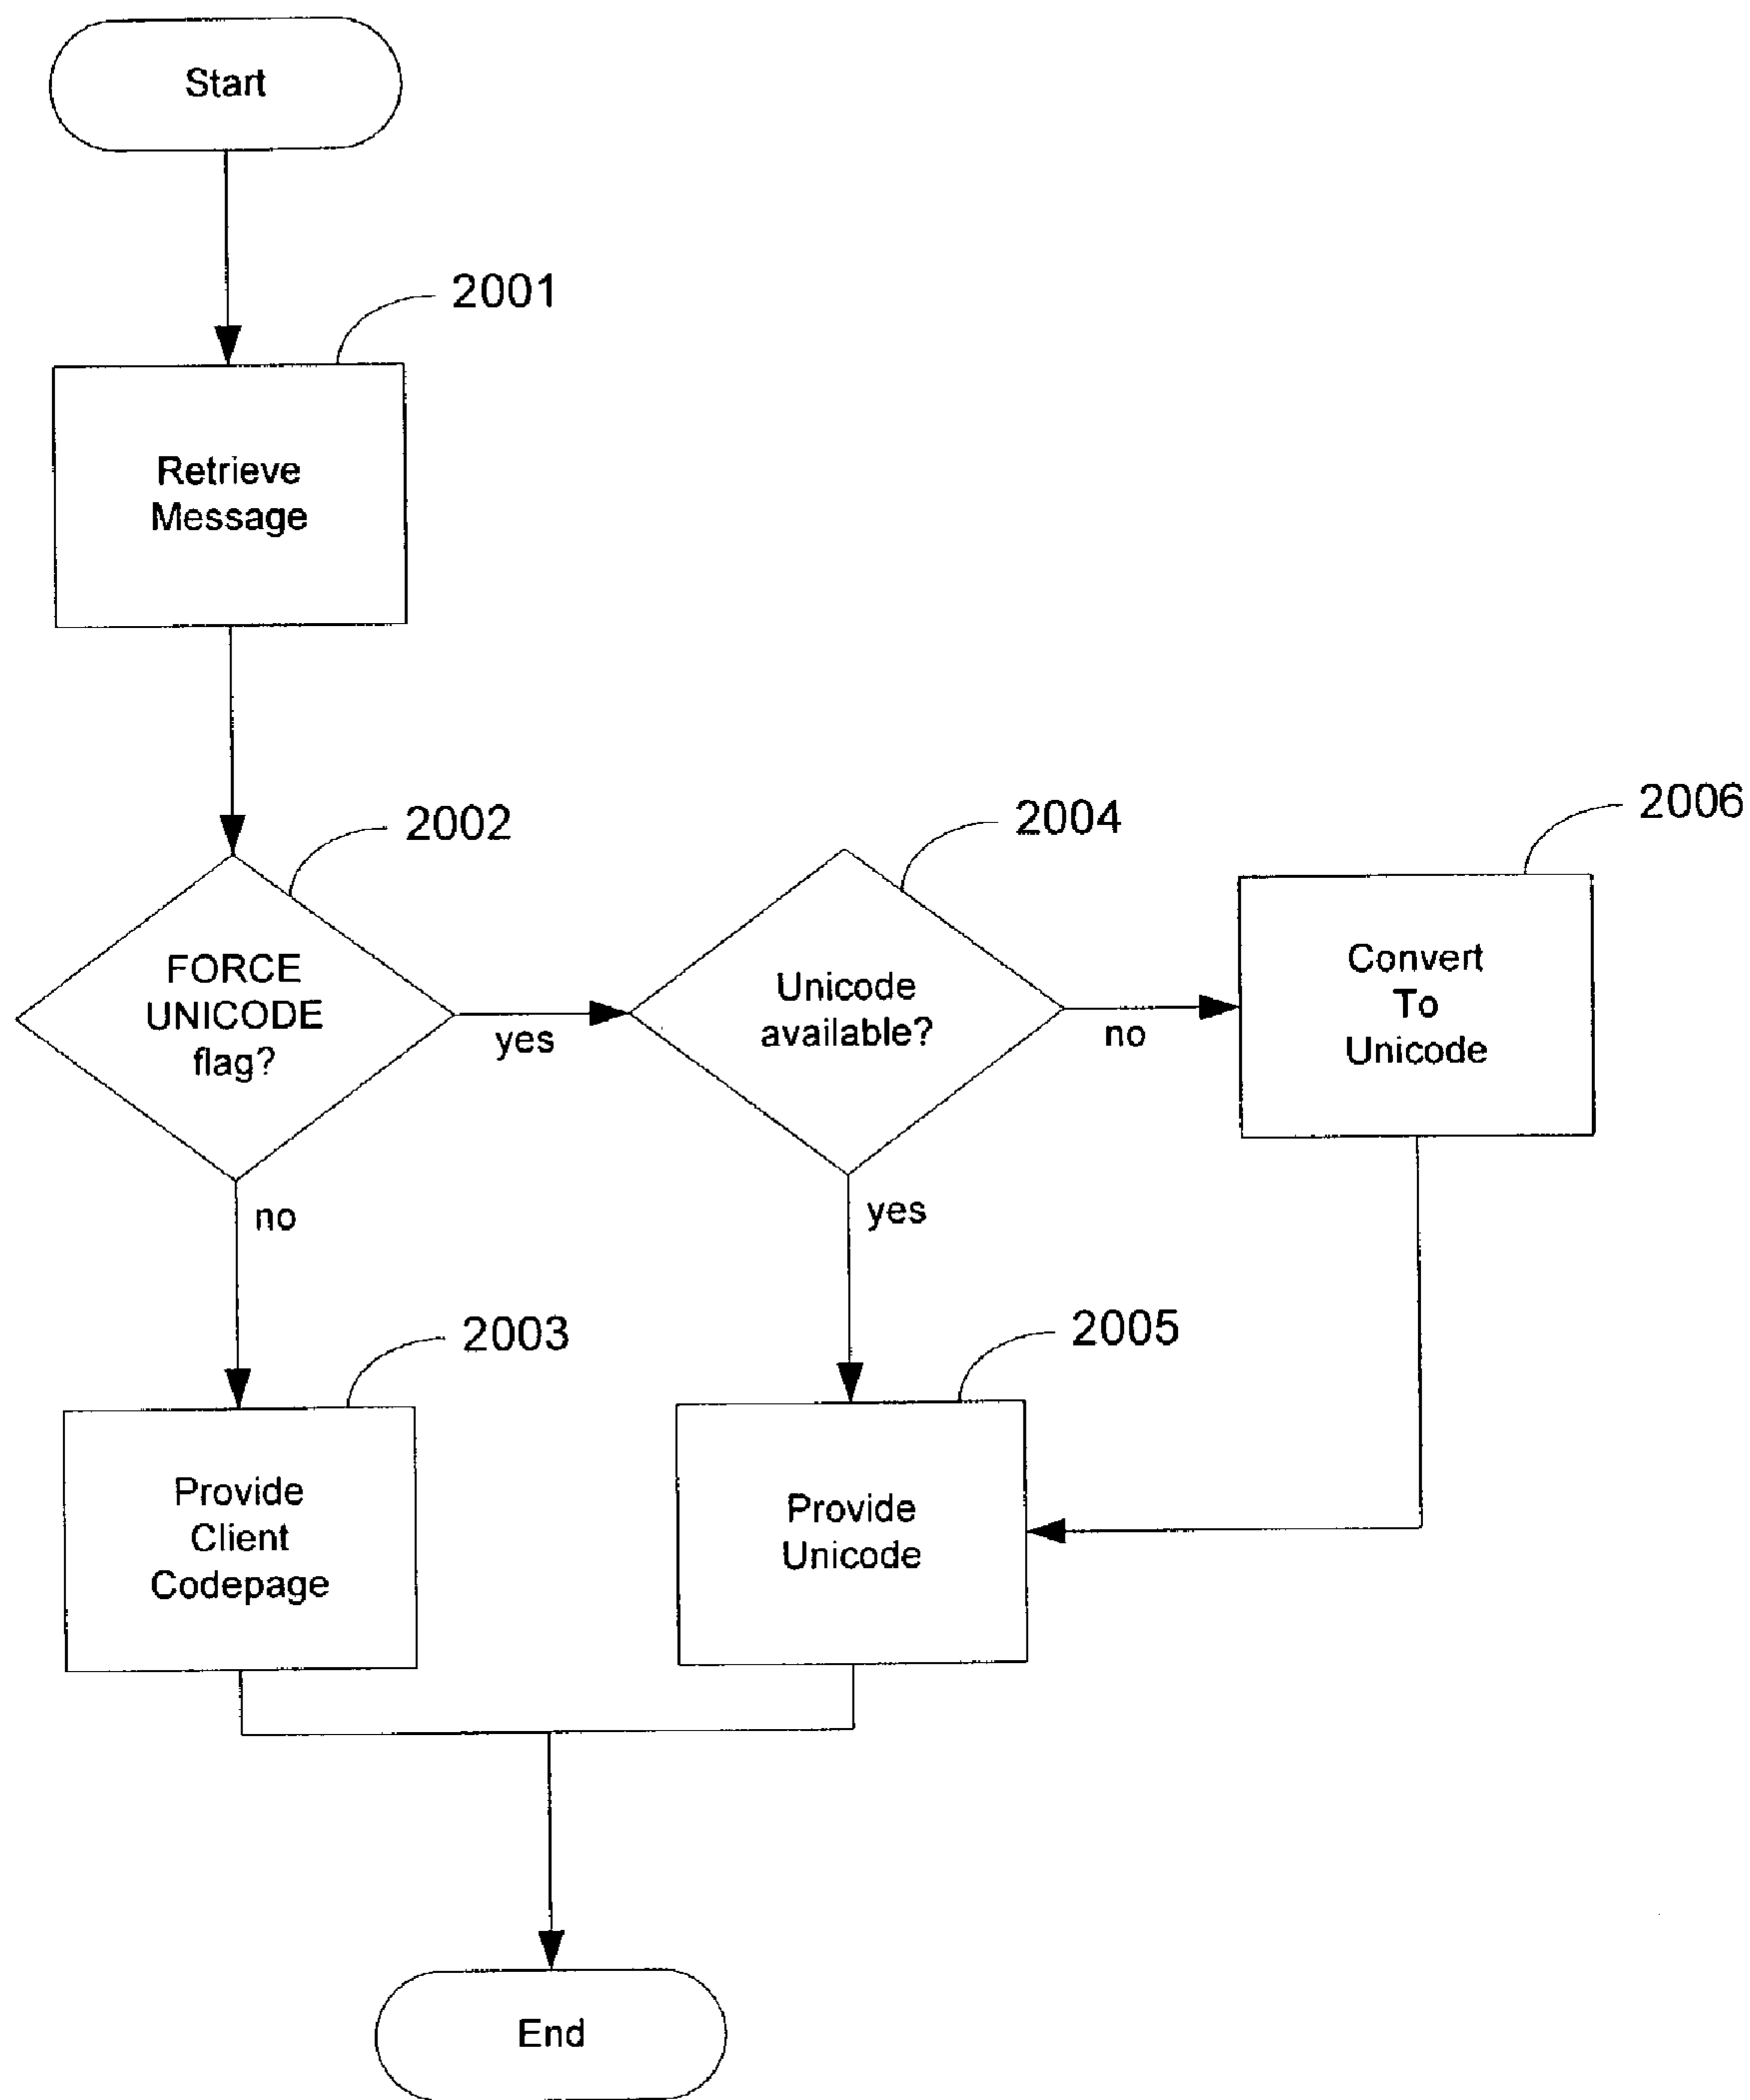 Start
2001
Retrieve
Message
2002
2004
2006
FORCE
UNICODE
flag?
yes
Unicode
available?
no
Convert
To
Unicode
no
yes
2003
2005
Provide
Client
Codepage
Provide
Unicode
End